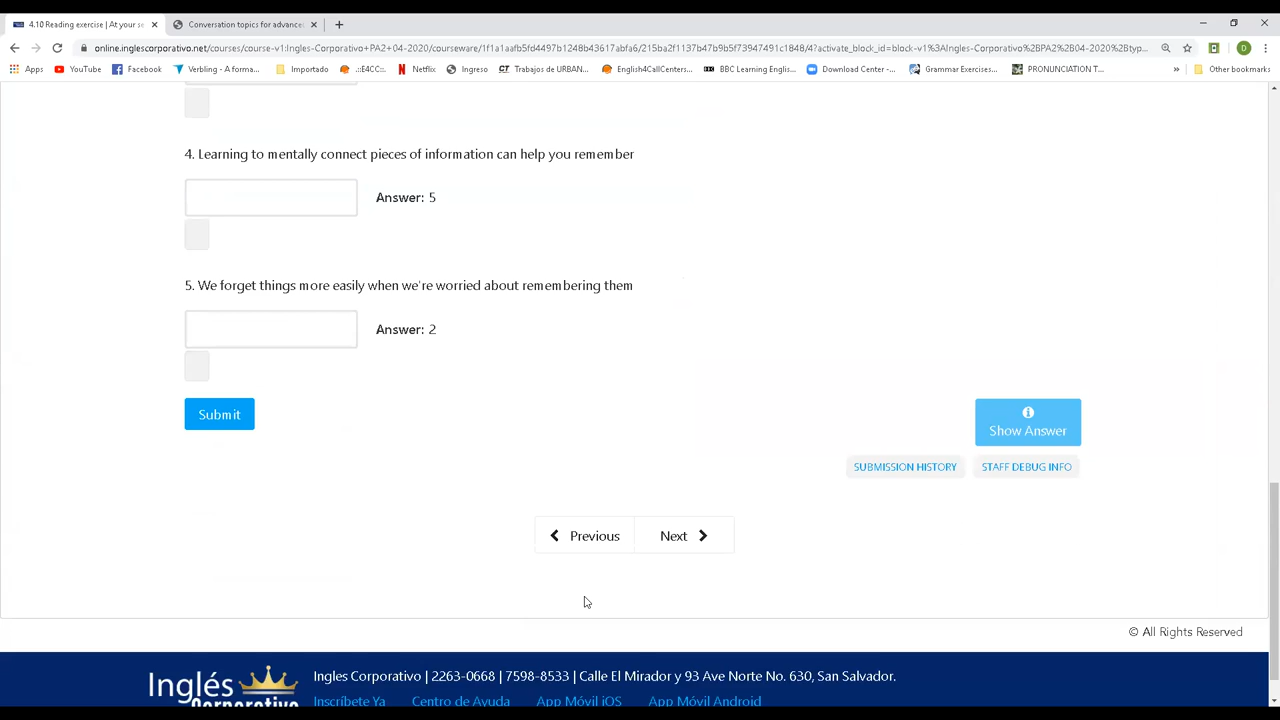 4.10 Reading exercise | At your se
Conversation topics for advance
online.inglescorporativo.net/courses/course-v1:Ingles-Corporativo+PA2+04-2020/courseware/1f1a1aafb5fd4497b1248b43617abfa6/215ba2f1137b47b9b5f73947491c1848/4?activate_block_id=block-v1%3AIngles-Corporativo%2BPA2%2B04-2020%2Btyp...
D
Apps YouTube Facebook Verbling - A forma... Importado .::E4CC::. Netflix Ingreso Trabajos de URBAN... English4CallCenters... BBC Learning Englis... Download Center -... Grammar Exercises... PRONUNCIATION T... » Other bookmarks
4. Learning to mentally connect pieces of information can help you remember
Answer: 5
5. We forget things more easily when we're worried about remembering them
Answer: 2
Submit
Show Answer
SUBMISSION HISTORY STAFF DEBUG INFO
Previous Next
© All Rights Reserved
Inglés Corporativo
Ingles Corporativo | 2263-0668 | 7598-8533 | Calle El Mirador y 93 Ave Norte No. 630, San Salvador.
Inscríbete Ya Centro de Ayuda App Móvil iOS App Móvil Android